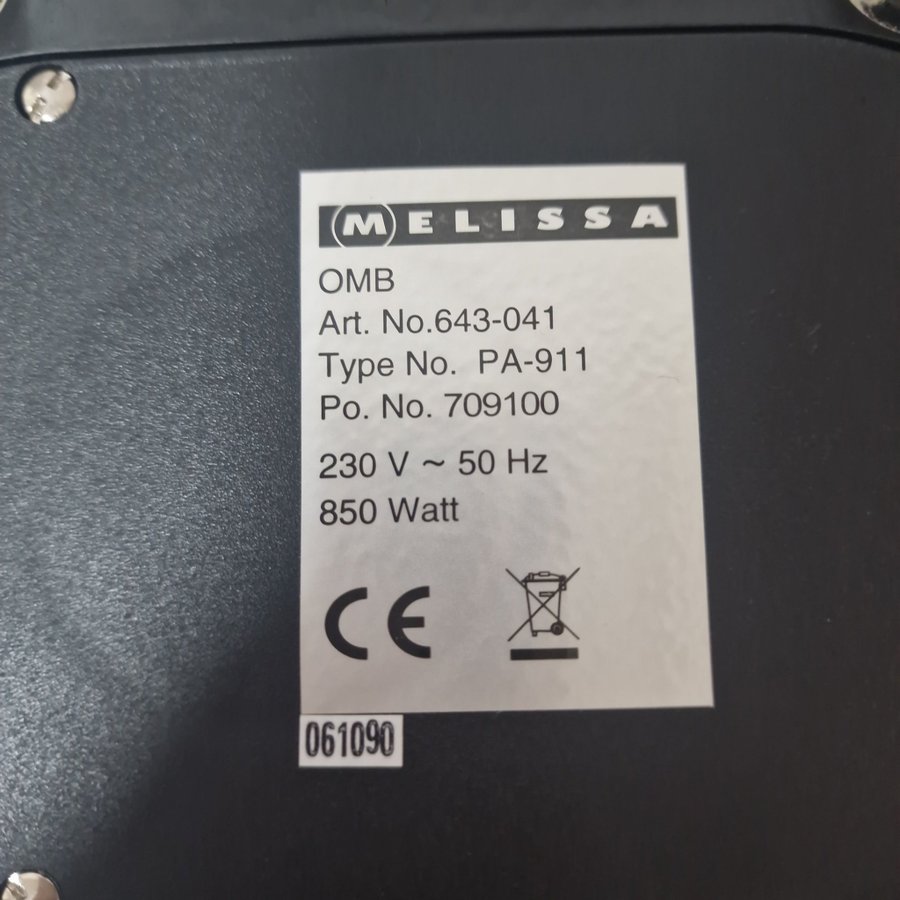 MELISSA
OMB
Art. No.643-041
Type No. PA-911
Po. No. 709100
230 V ~ 50 Hz
850 Watt
CE
061090